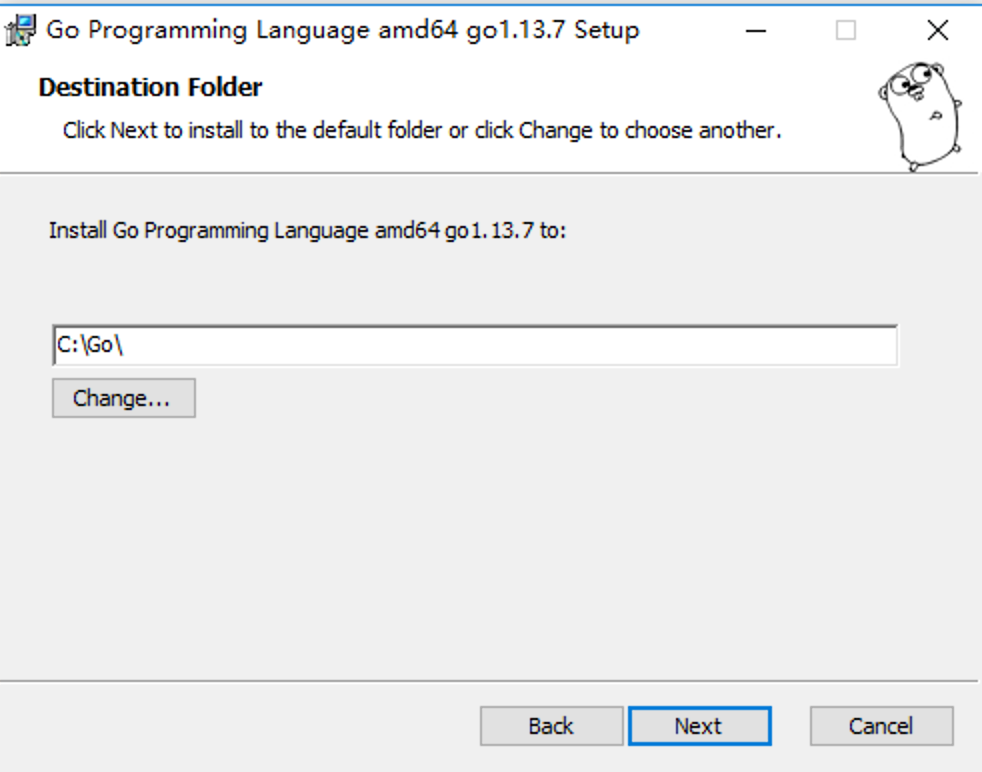 Go Programming Language amd64 go1.13.7 Setup
Destination Folder
Click Next to install to the default folder or click Change to choose another.
Install Go Programming Language amd64 go1.13.7 to:
C:\Go\
Change...
Back
Next
Cancel